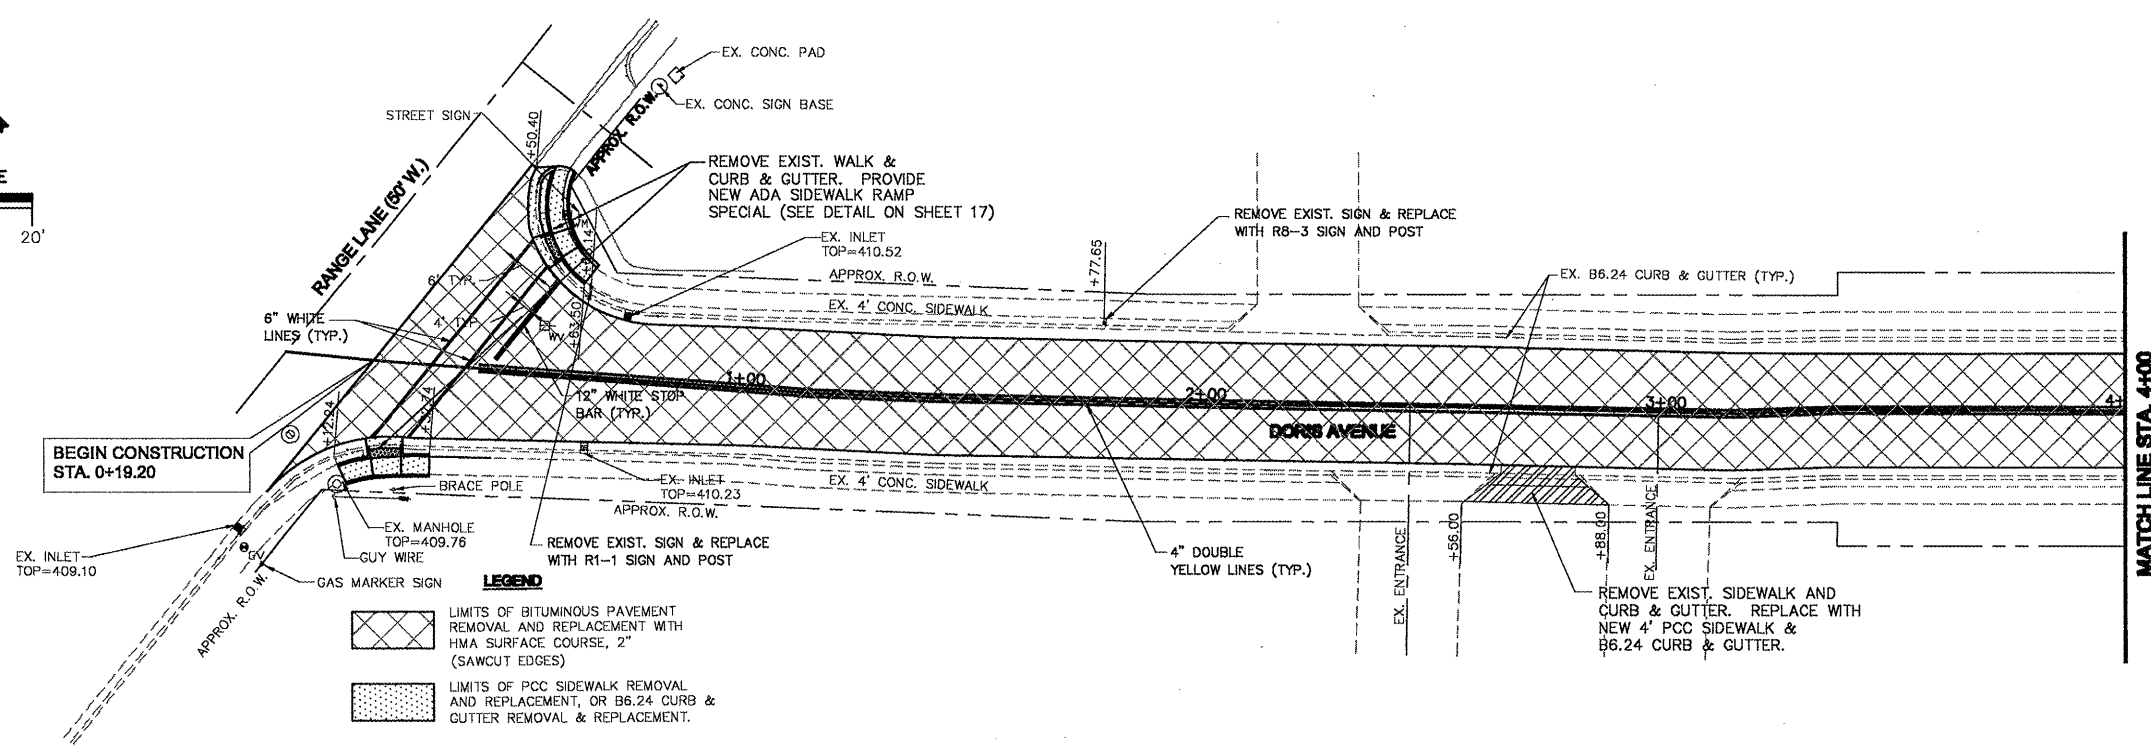 EX. CONC. PAD
EX. CONC. SIGN BASE
STREET SIGN
+50.40
APPROX. R.O.W.
E
20'
RANGE LANE (50' W.)
REMOVE EXIST. WALK &
CURB & GUTTER. PROVIDE
NEW ADA SIDEWALK RAMP
SPECIAL (SEE DETAIL ON SHEET 17)
EX. INLET
TOP=410.52
REMOVE EXIST. SIGN & REPLACE
WITH R8-3 SIGN AND POST
+77.65
APPROX. R.O.W.
EX. B6.24 CURB & GUTTER (TYP.)
EX. 4' CONC. SIDEWALK
6' TYP.
4' TYP.
6" WHITE
LINES (TYP.)
WV
+63.50
1+00
2+00
3+00
4+
12" WHITE STOP
BAR (TYP.)
+12.94
DORIS AVENUE
MATCH LINE STA. 4+00
BEGIN CONSTRUCTION
STA. 0+19.20
BRACE POLE
EX. INLET
TOP=410.23
EX. 4' CONC. SIDEWALK
APPROX. R.O.W.
EX. MANHOLE
TOP=409.76
GUY WIRE
EX. INLET
TOP=409.10
GV
GAS MARKER SIGN
APPROX. R.O.W.
REMOVE EXIST. SIGN & REPLACE
WITH R1-1 SIGN AND POST
4" DOUBLE
YELLOW LINES (TYP.)
EX. ENTRANCE
+56.00
+88.00
EX. ENTRANCE
REMOVE EXIST. SIDEWALK AND
CURB & GUTTER. REPLACE WITH
NEW 4' PCC SIDEWALK &
B6.24 CURB & GUTTER.
LEGEND
LIMITS OF BITUMINOUS PAVEMENT
REMOVAL AND REPLACEMENT WITH
HMA SURFACE COURSE, 2"
(SAWCUT EDGES)
LIMITS OF PCC SIDEWALK REMOVAL
AND REPLACEMENT, OR B6.24 CURB &
GUTTER REMOVAL & REPLACEMENT.